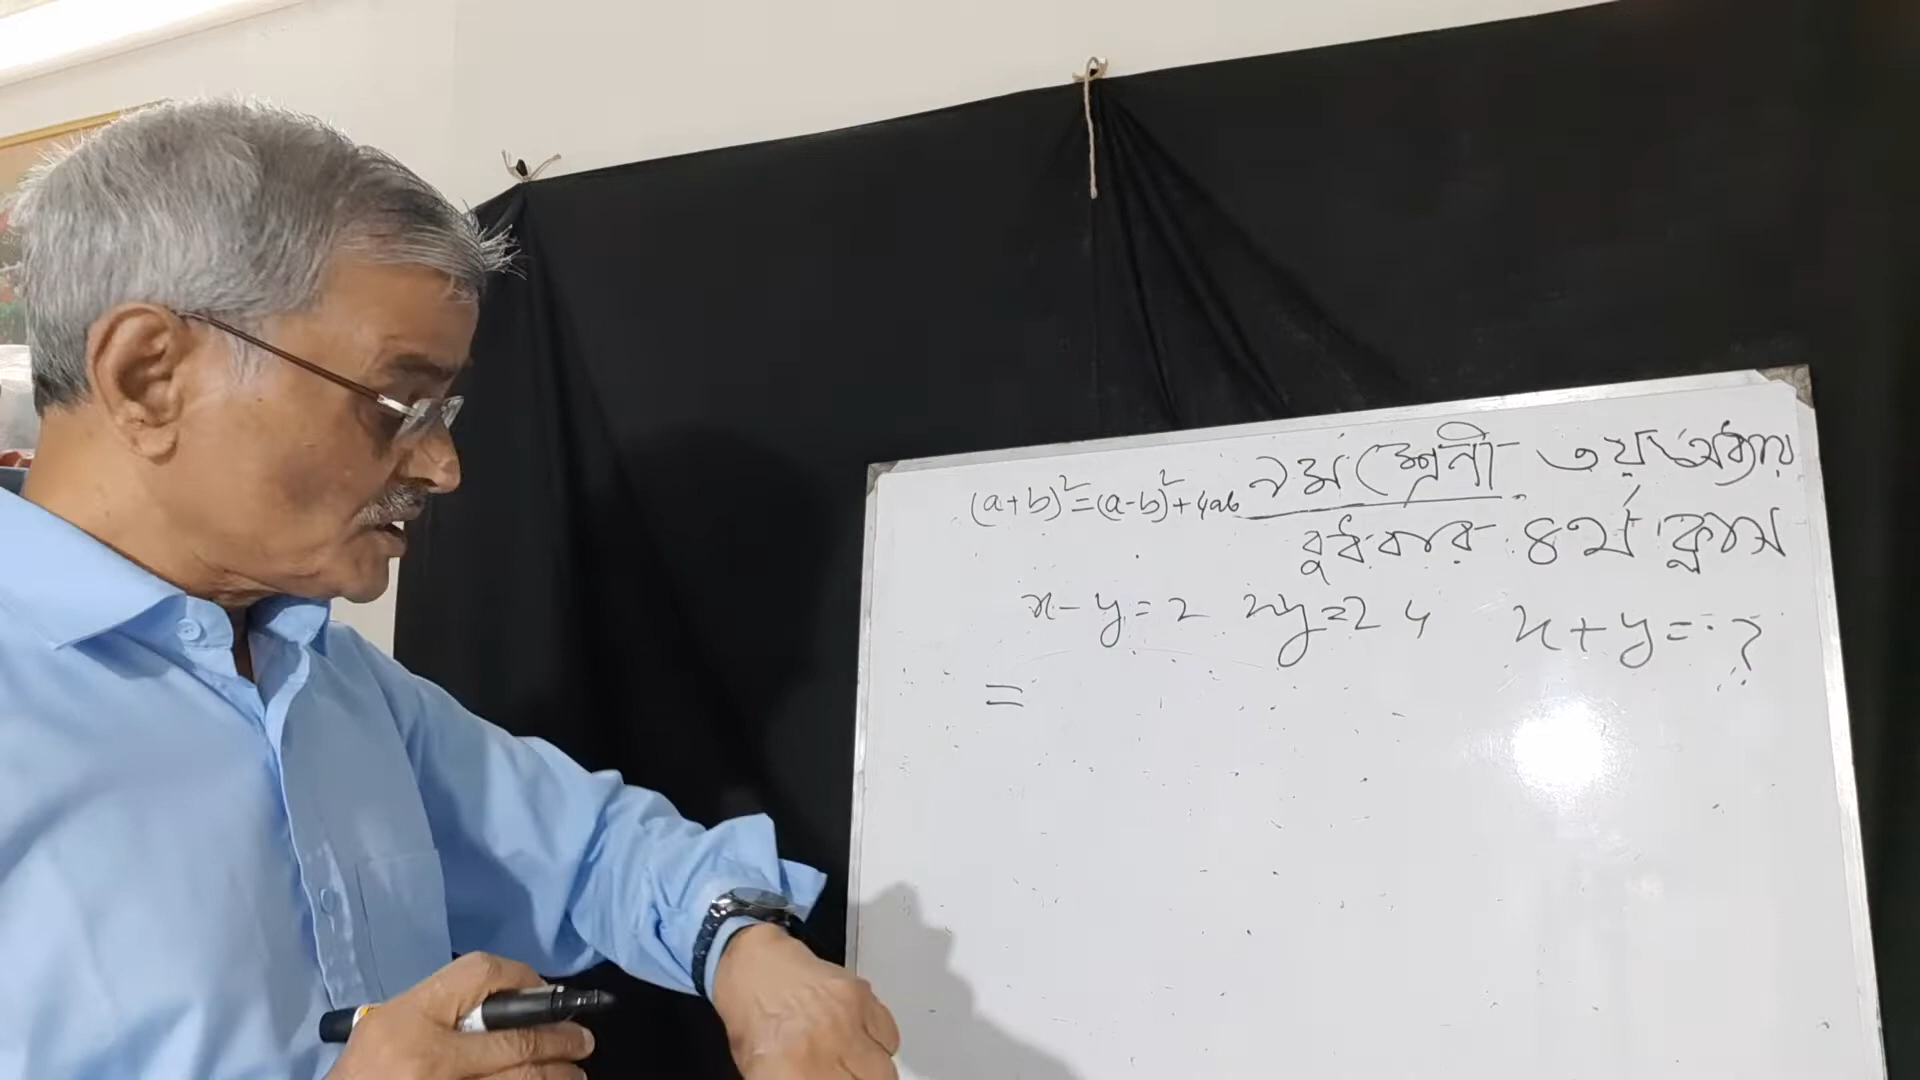 (a+b)²=(a-b)²+4ab ৯ম শ্রেনী ৩য় অধ্যায়
বুধবার ৪র্থ ক্লাস
x-y=2 xy=24 x+y=?
=